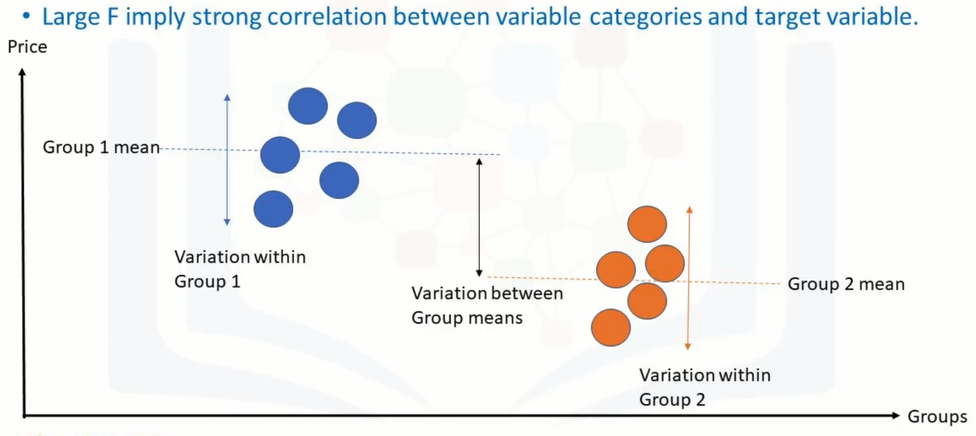 • Large F imply strong correlation between variable categories and target variable.
Price
Group 1 mean
Variation within
Group 1
Variation between
Group means
Group 2 mean
Variation within
Group 2
Groups